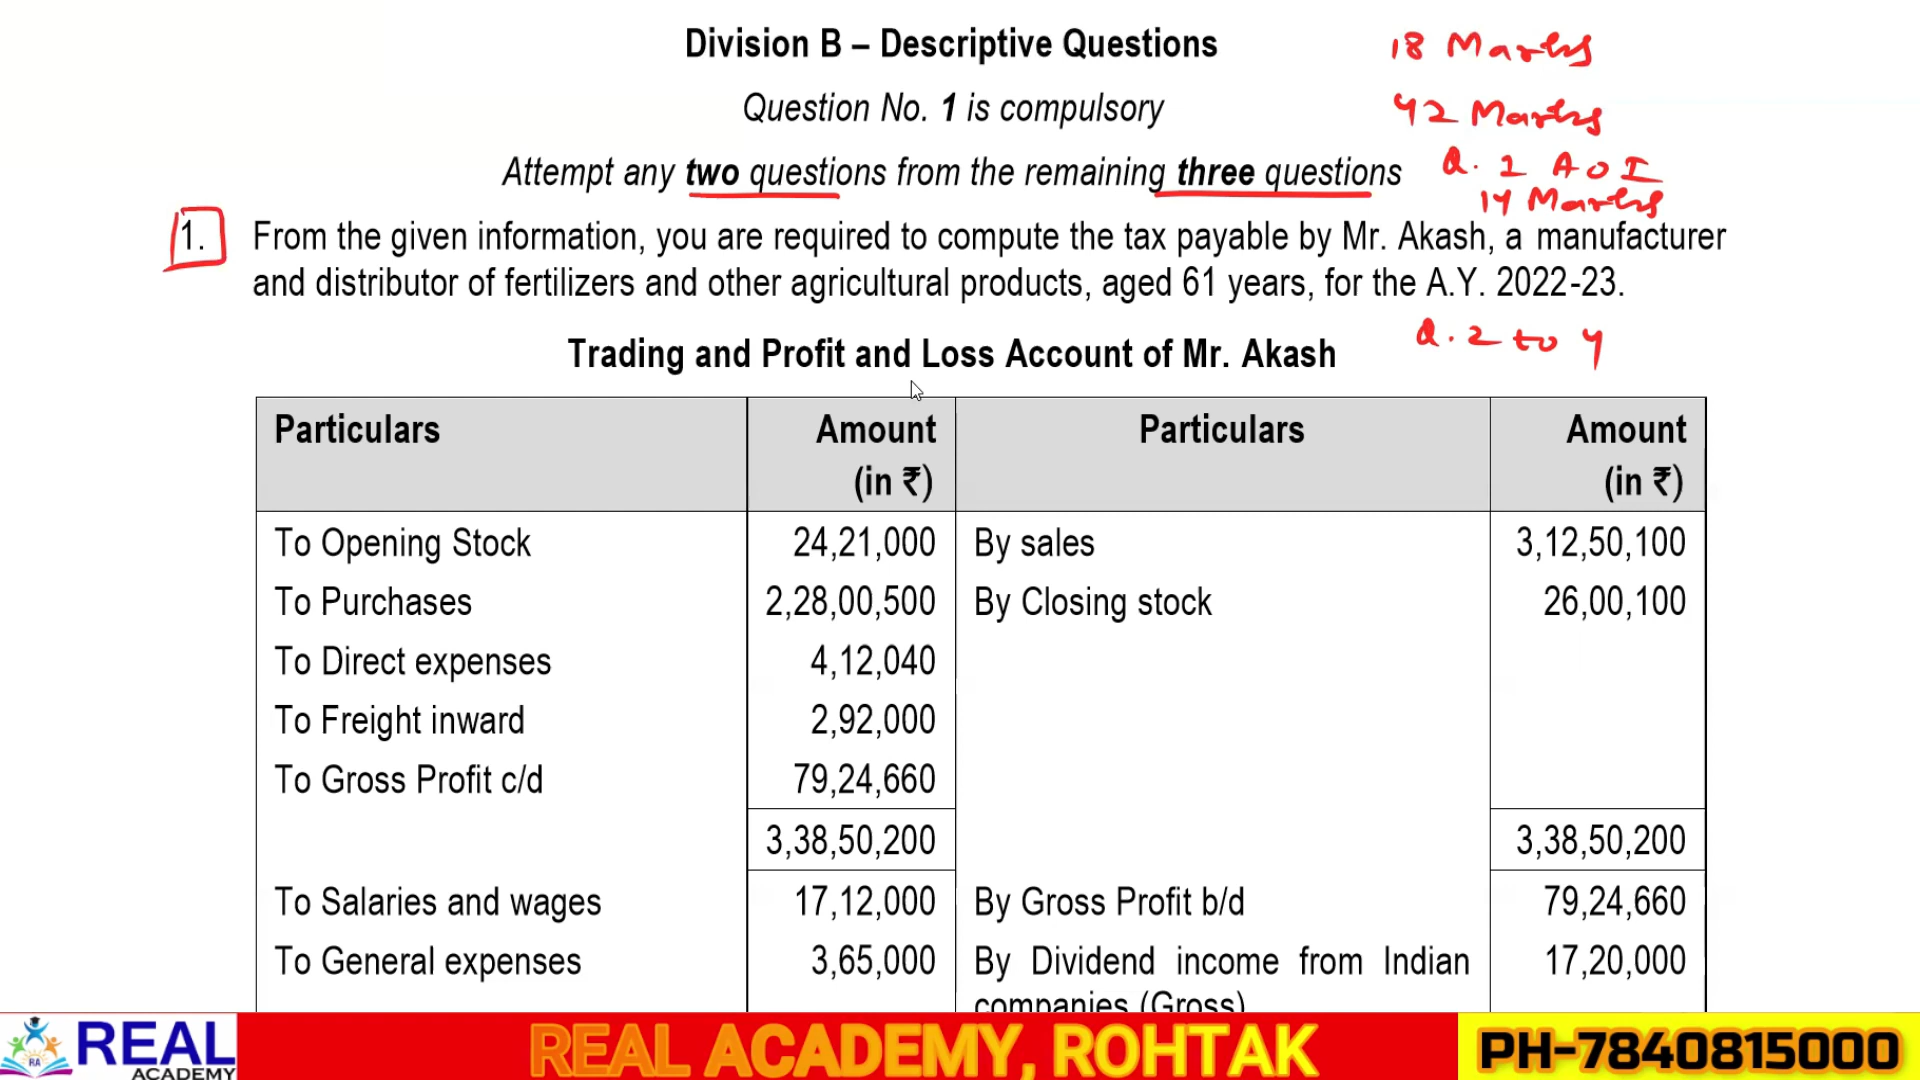 Division B – Descriptive Questions
18 Marks
Question No. 1 is compulsory
42 Marks
Attempt any two questions from the remaining three questions
Q. 1 AOI
14 Marks
1. From the given information, you are required to compute the tax payable by Mr. Akash, a manufacturer
and distributor of fertilizers and other agricultural products, aged 61 years, for the A.Y. 2022-23.
Trading and Profit and Loss Account of Mr. Akash
Q. 2 to 4
Particulars Amount (in ₹) Particulars Amount (in ₹)
To Opening Stock 24,21,000 By sales 3,12,50,100
To Purchases 2,28,00,500 By Closing stock 26,00,100
To Direct expenses 4,12,040
To Freight inward 2,92,000
To Gross Profit c/d 79,24,660
3,38,50,200 3,38,50,200
To Salaries and wages 17,12,000 By Gross Profit b/d 79,24,660
To General expenses 3,65,000 By Dividend income from Indian 17,20,000
companies (Gross)
RA REAL ACADEMY
REAL ACADEMY, ROHTAK
PH-7840815000